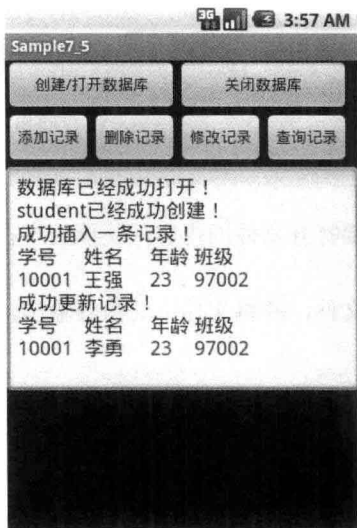 3G 3:57 AM
Sample7_5
创建/打开数据库 关闭数据库
添加记录 删除记录 修改记录 查询记录
数据库已经成功打开！
student已经成功创建！
成功插入一条记录！
学号 姓名 年龄 班级
10001 王强 23 97002
成功更新记录！
学号 姓名 年龄 班级
10001 李勇 23 97002